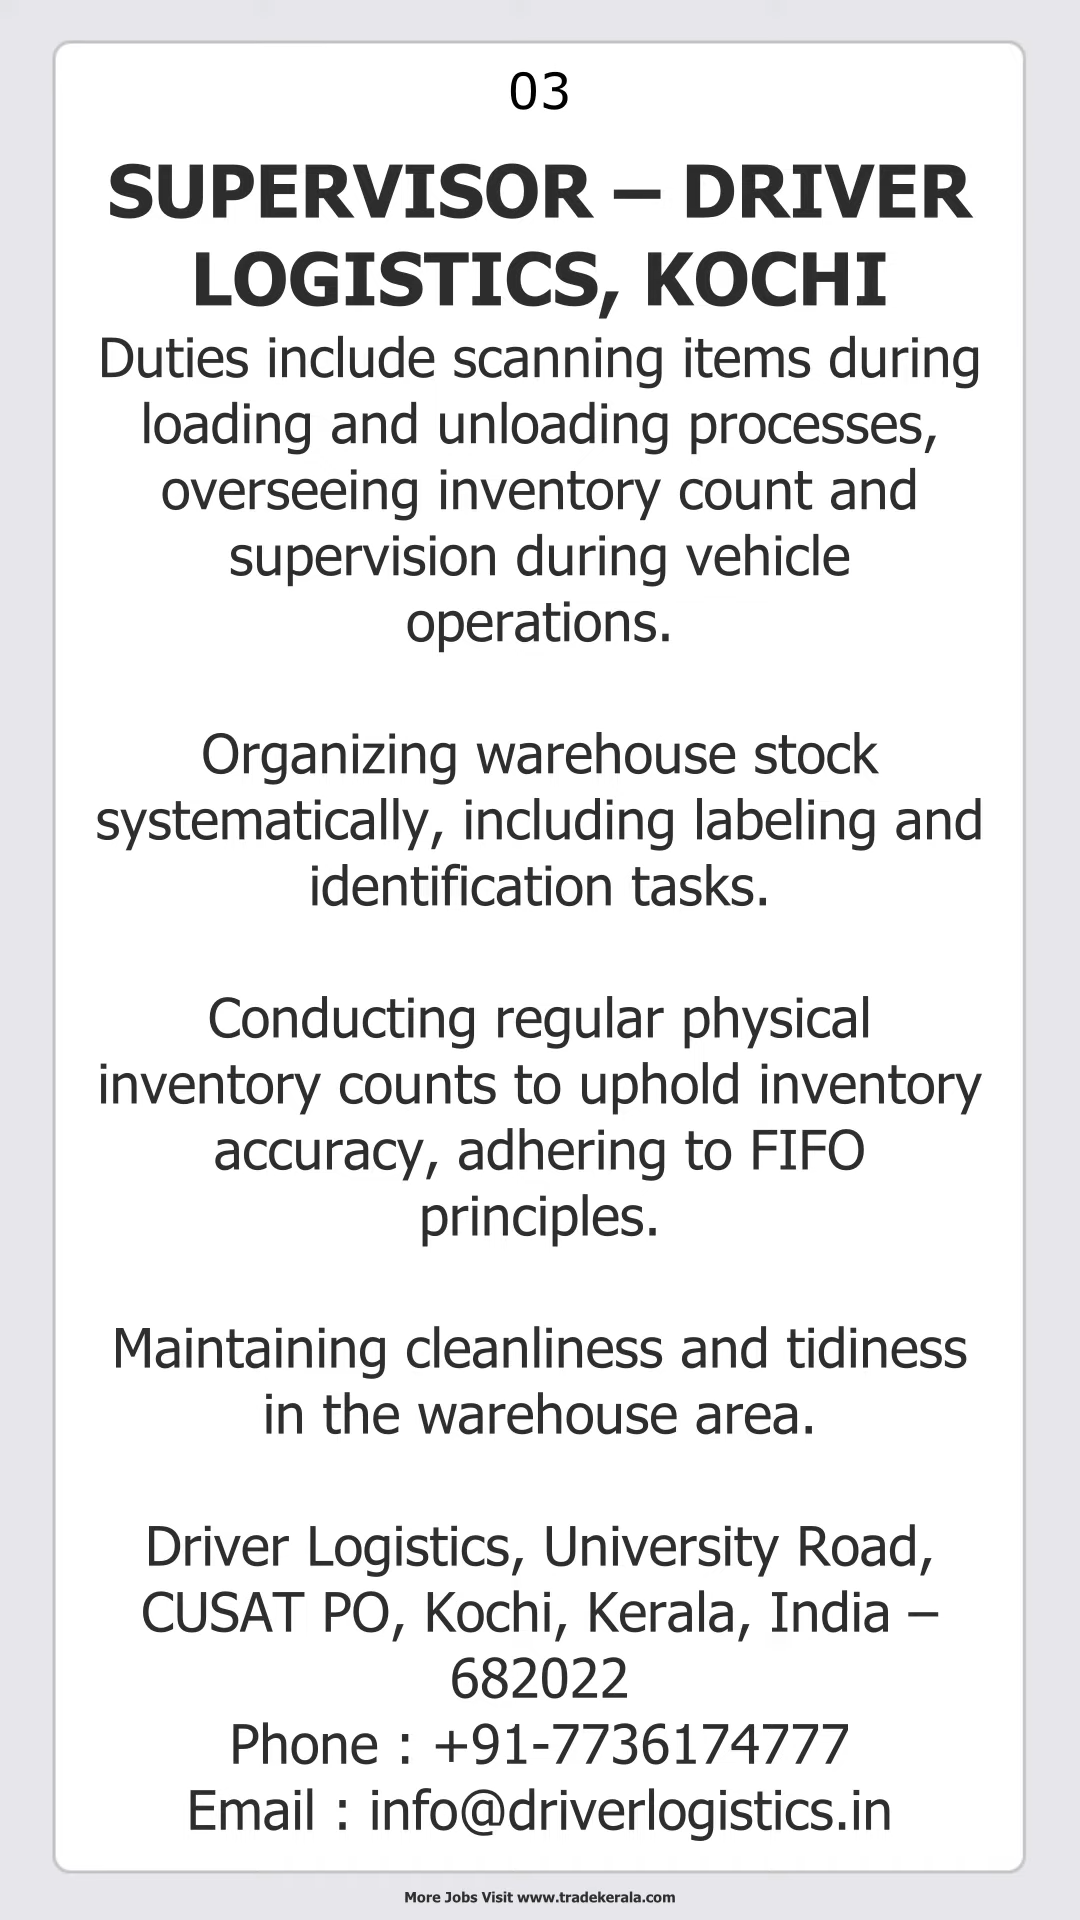 03
SUPERVISOR – DRIVER
LOGISTICS, KOCHI
Duties include scanning items during
loading and unloading processes,
overseeing inventory count and
supervision during vehicle
operations.
Organizing warehouse stock
systematically, including labeling and
identification tasks.
Conducting regular physical
inventory counts to uphold inventory
accuracy, adhering to FIFO
principles.
Maintaining cleanliness and tidiness
in the warehouse area.
Driver Logistics, University Road,
CUSAT PO, Kochi, Kerala, India –
682022
Phone : +91-7736174777
Email : info@driverlogistics.in
More Jobs Visit www.tradekerala.com